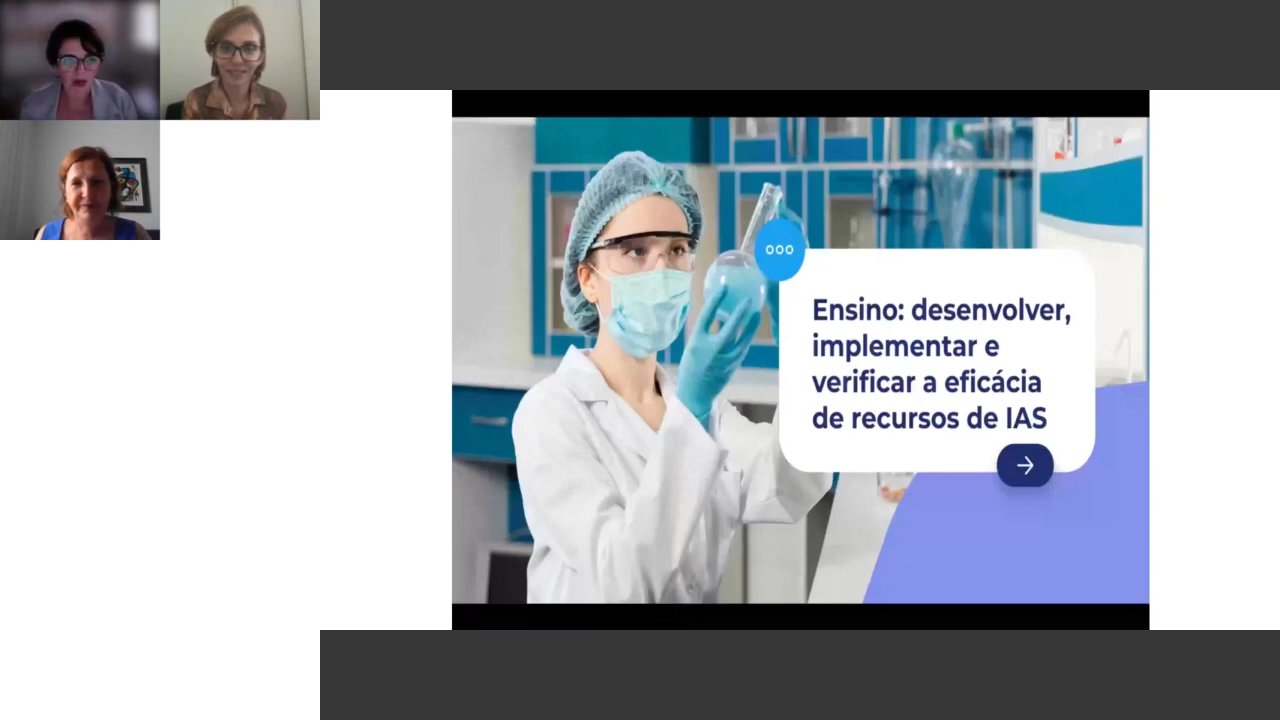 Ensino: desenvolver,
implementar e
verificar a eficácia
de recursos de IAS